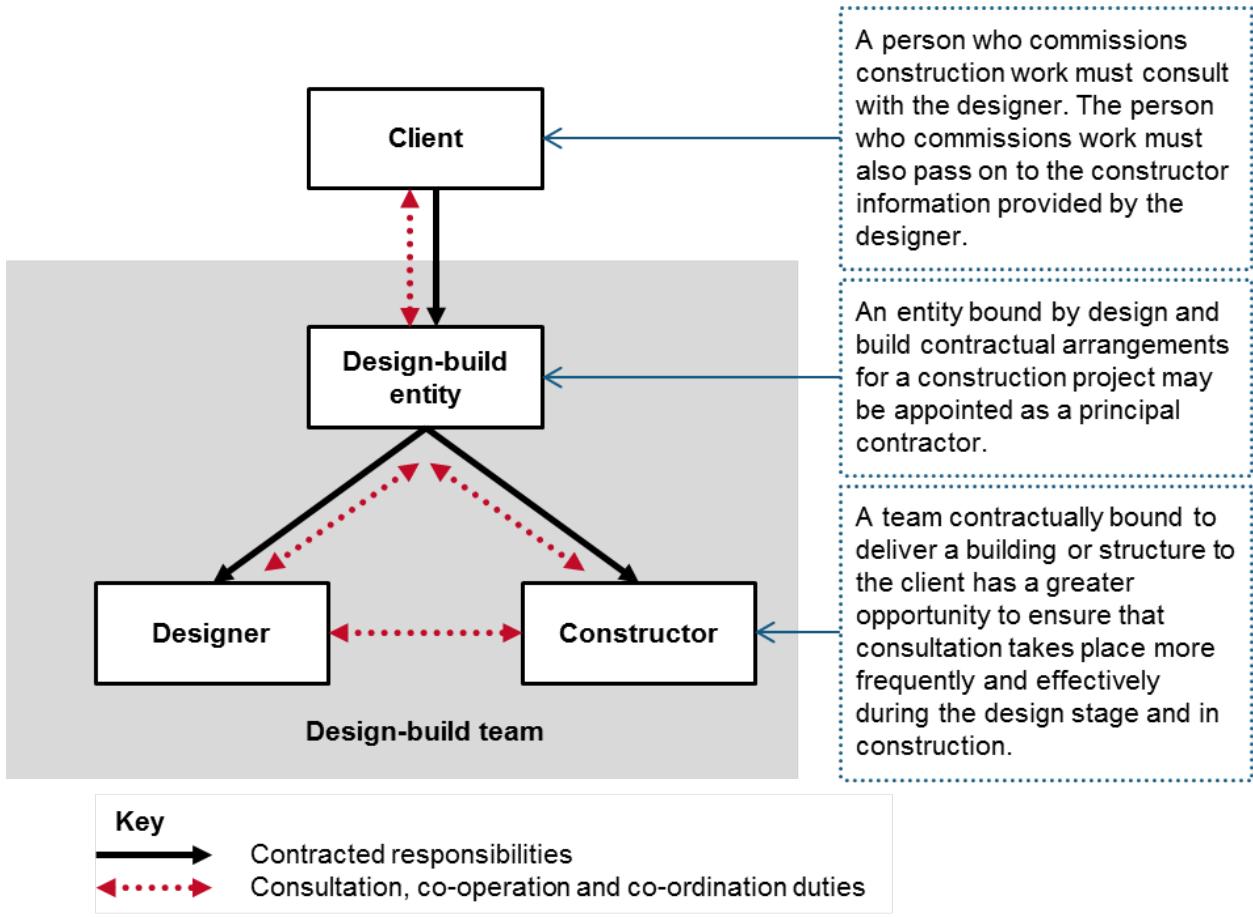 Client
A person who commissions
construction work must consult
with the designer. The person
who commissions work must
also pass on to the constructor
information provided by the
designer.
Design-build
entity
An entity bound by design and
build contractual arrangements
for a construction project may
be appointed as a principal
contractor.
Designer
Constructor
A team contractually bound to
deliver a building or structure to
the client has a greater
opportunity to ensure that
consultation takes place more
frequently and effectively
during the design stage and in
construction.
Design-build team
Key
Contracted responsibilities
Consultation, co-operation and co-ordination duties